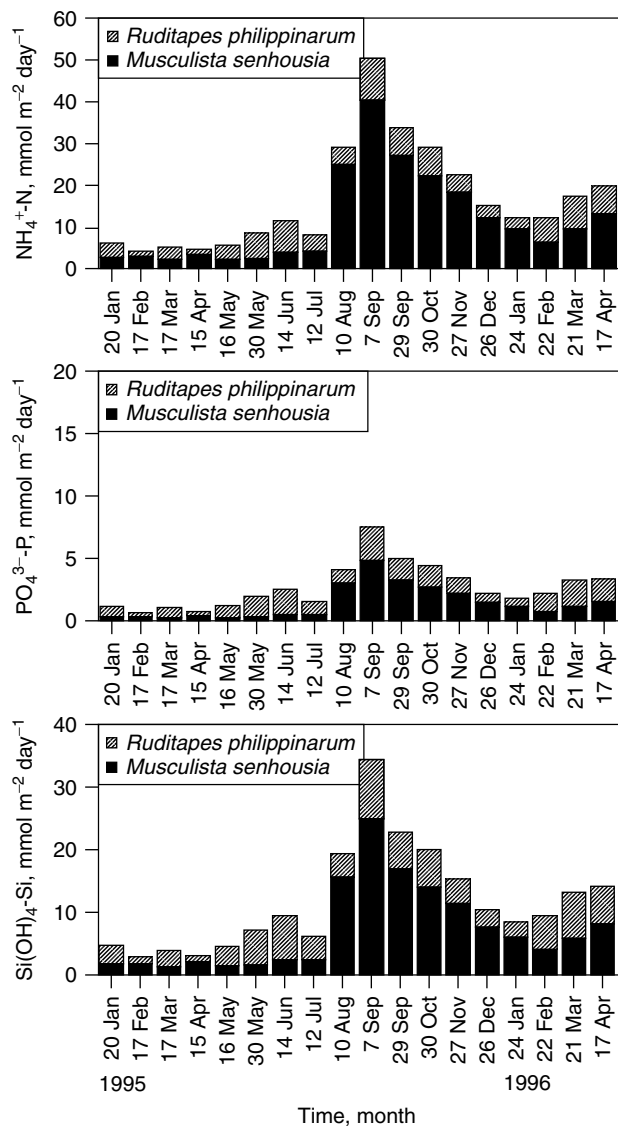 60
50
40
30
20
10
0
NH₄⁺-N, mmol m⁻² day⁻¹
Ruditapes philippinarum
Musculista senhousia
20 Jan
17 Feb
17 Mar
15 Apr
16 May
30 May
14 Jun
12 Jul
10 Aug
7 Sep
29 Sep
30 Oct
27 Nov
26 Dec
24 Jan
22 Feb
21 Mar
17 Apr
20
15
10
5
0
PO₄³⁻-P, mmol m⁻² day⁻¹
Ruditapes philippinarum
Musculista senhousia
20 Jan
17 Feb
17 Mar
15 Apr
16 May
30 May
14 Jun
12 Jul
10 Aug
7 Sep
29 Sep
30 Oct
27 Nov
26 Dec
24 Jan
22 Feb
21 Mar
17 Apr
40
30
20
10
0
Si(OH)₄-Si, mmol m⁻² day⁻¹
Ruditapes philippinarum
Musculista senhousia
20 Jan
17 Feb
17 Mar
15 Apr
16 May
30 May
14 Jun
12 Jul
10 Aug
7 Sep
29 Sep
30 Oct
27 Nov
26 Dec
24 Jan
22 Feb
21 Mar
17 Apr
1995
1996
Time, month